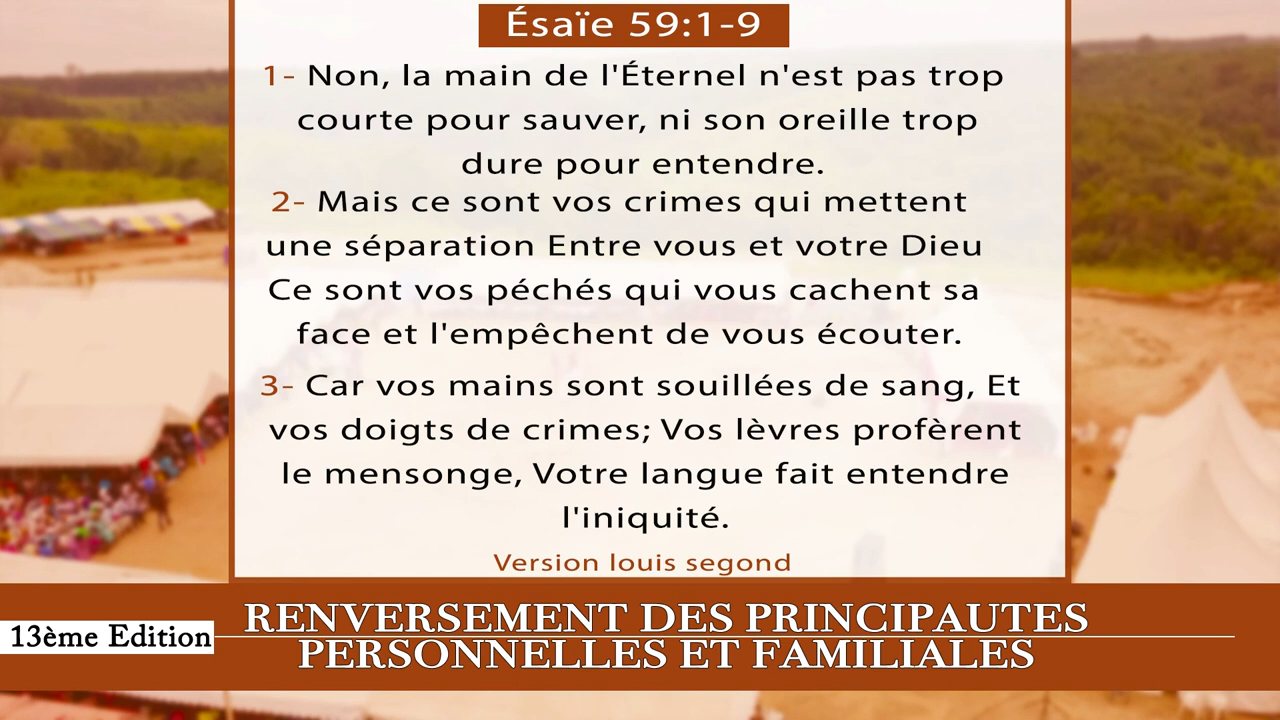 Ésaïe 59:1-9
1- Non, la main de l'Éternel n'est pas trop
courte pour sauver, ni son oreille trop
dure pour entendre.
2- Mais ce sont vos crimes qui mettent
une séparation Entre vous et votre Dieu
Ce sont vos péchés qui vous cachent sa
face et l'empêchent de vous écouter.
3- Car vos mains sont souillées de sang, Et
vos doigts de crimes; Vos lèvres profèrent
le mensonge, Votre langue fait entendre
l'iniquité.
Version louis segond
13ème Edition
RENVERSEMENT DES PRINCIPAUTES
PERSONNELLES ET FAMILIALES